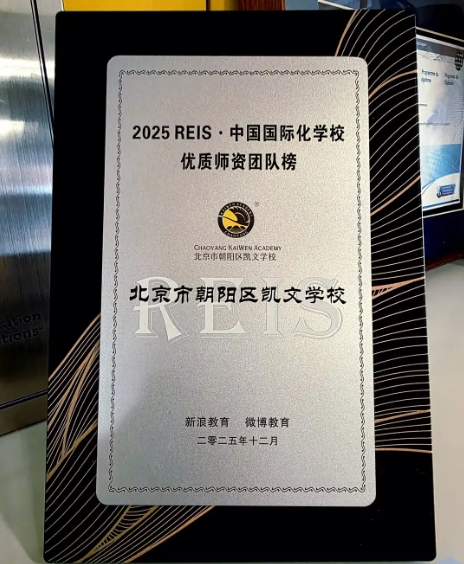 2025 REIS · 中国国际化学校
优质师资团队榜
®
CHAOYANG KAIWEN ACADEMY
北京市朝阳区凯文学校
REIS
北京市朝阳区凯文学校
新浪教育 微博教育
二零二五年十二月